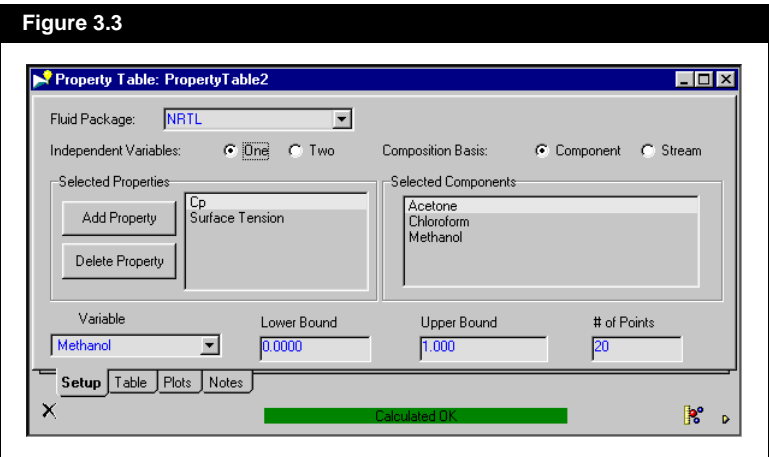 Figure 3.3
Property Table: PropertyTable2
Fluid Package: NRTL
Independent Variables: One Two Composition Basis: Component Stream
Selected Properties
Add Property
Delete Property
Cp
Surface Tension
Selected Components
Acetone
Chloroform
Methanol
Variable Lower Bound Upper Bound # of Points
Methanol 0.0000 1.000 20
Setup Table Plots Notes
Calculated OK